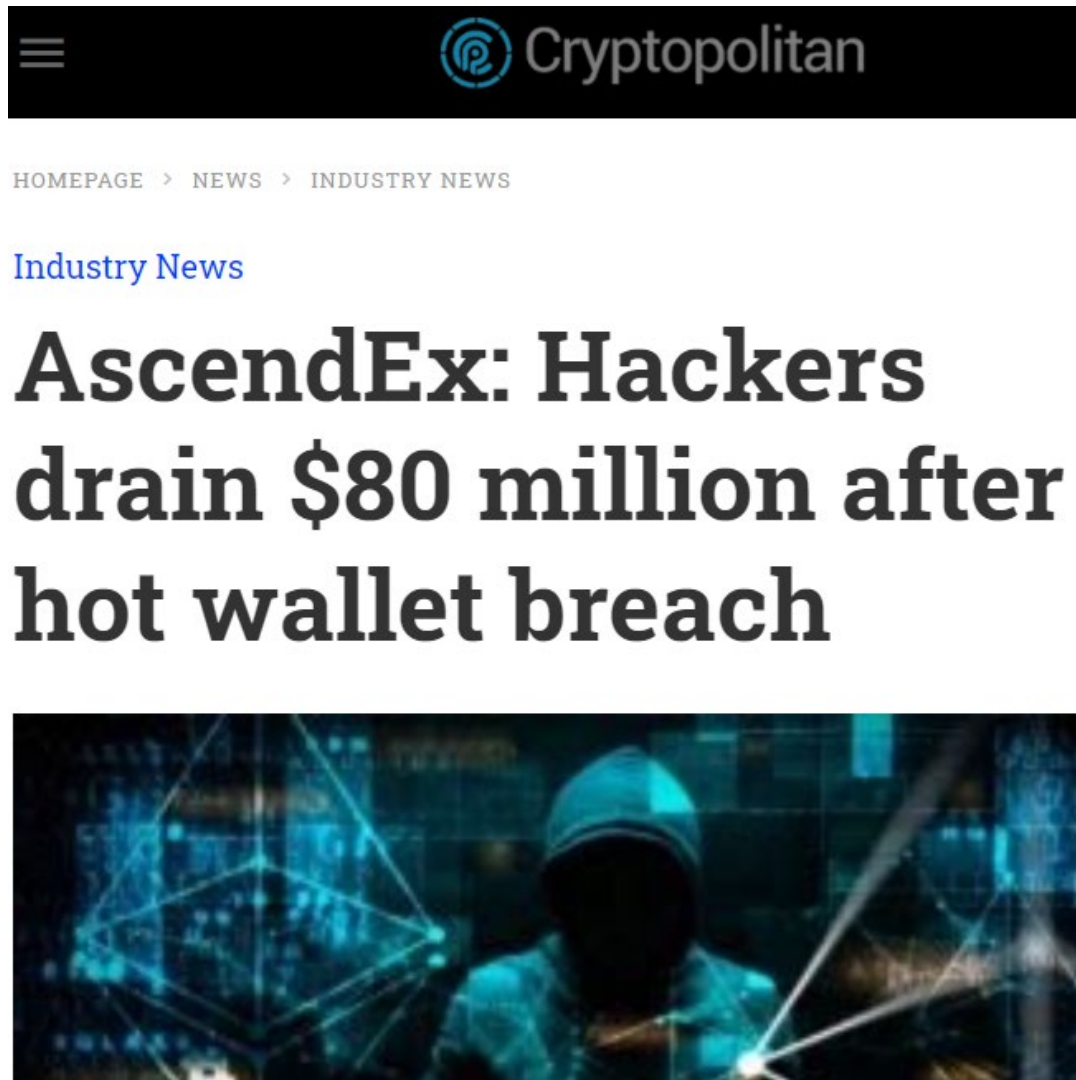 Cryptopolitan
HOMEPAGE > NEWS > INDUSTRY NEWS
Industry News
AscendEx: Hackers
drain $80 million after
hot wallet breach